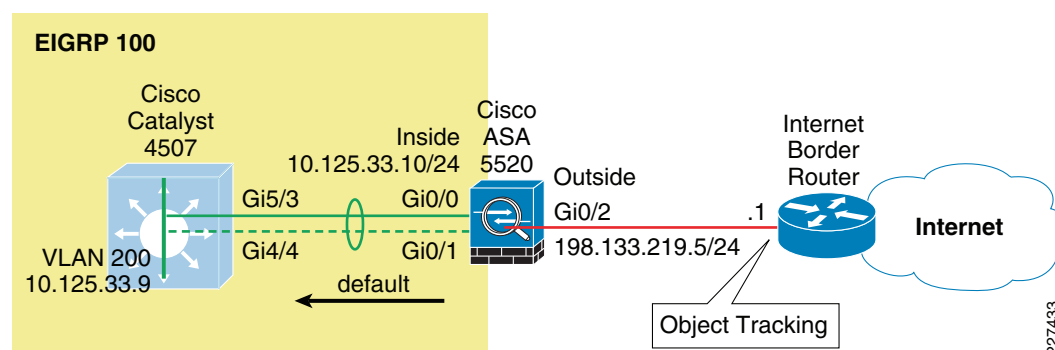 EIGRP 100
Cisco
Catalyst
4507
Inside
10.125.33.10/24
Cisco
ASA
5520
Internet
Border
Router
Outside
Gi5/3
Gi0/0
Gi0/2
.1
Internet
VLAN 200
10.125.33.9
Gi4/4
Gi0/1
198.133.219.5/24
default
Object Tracking
227433